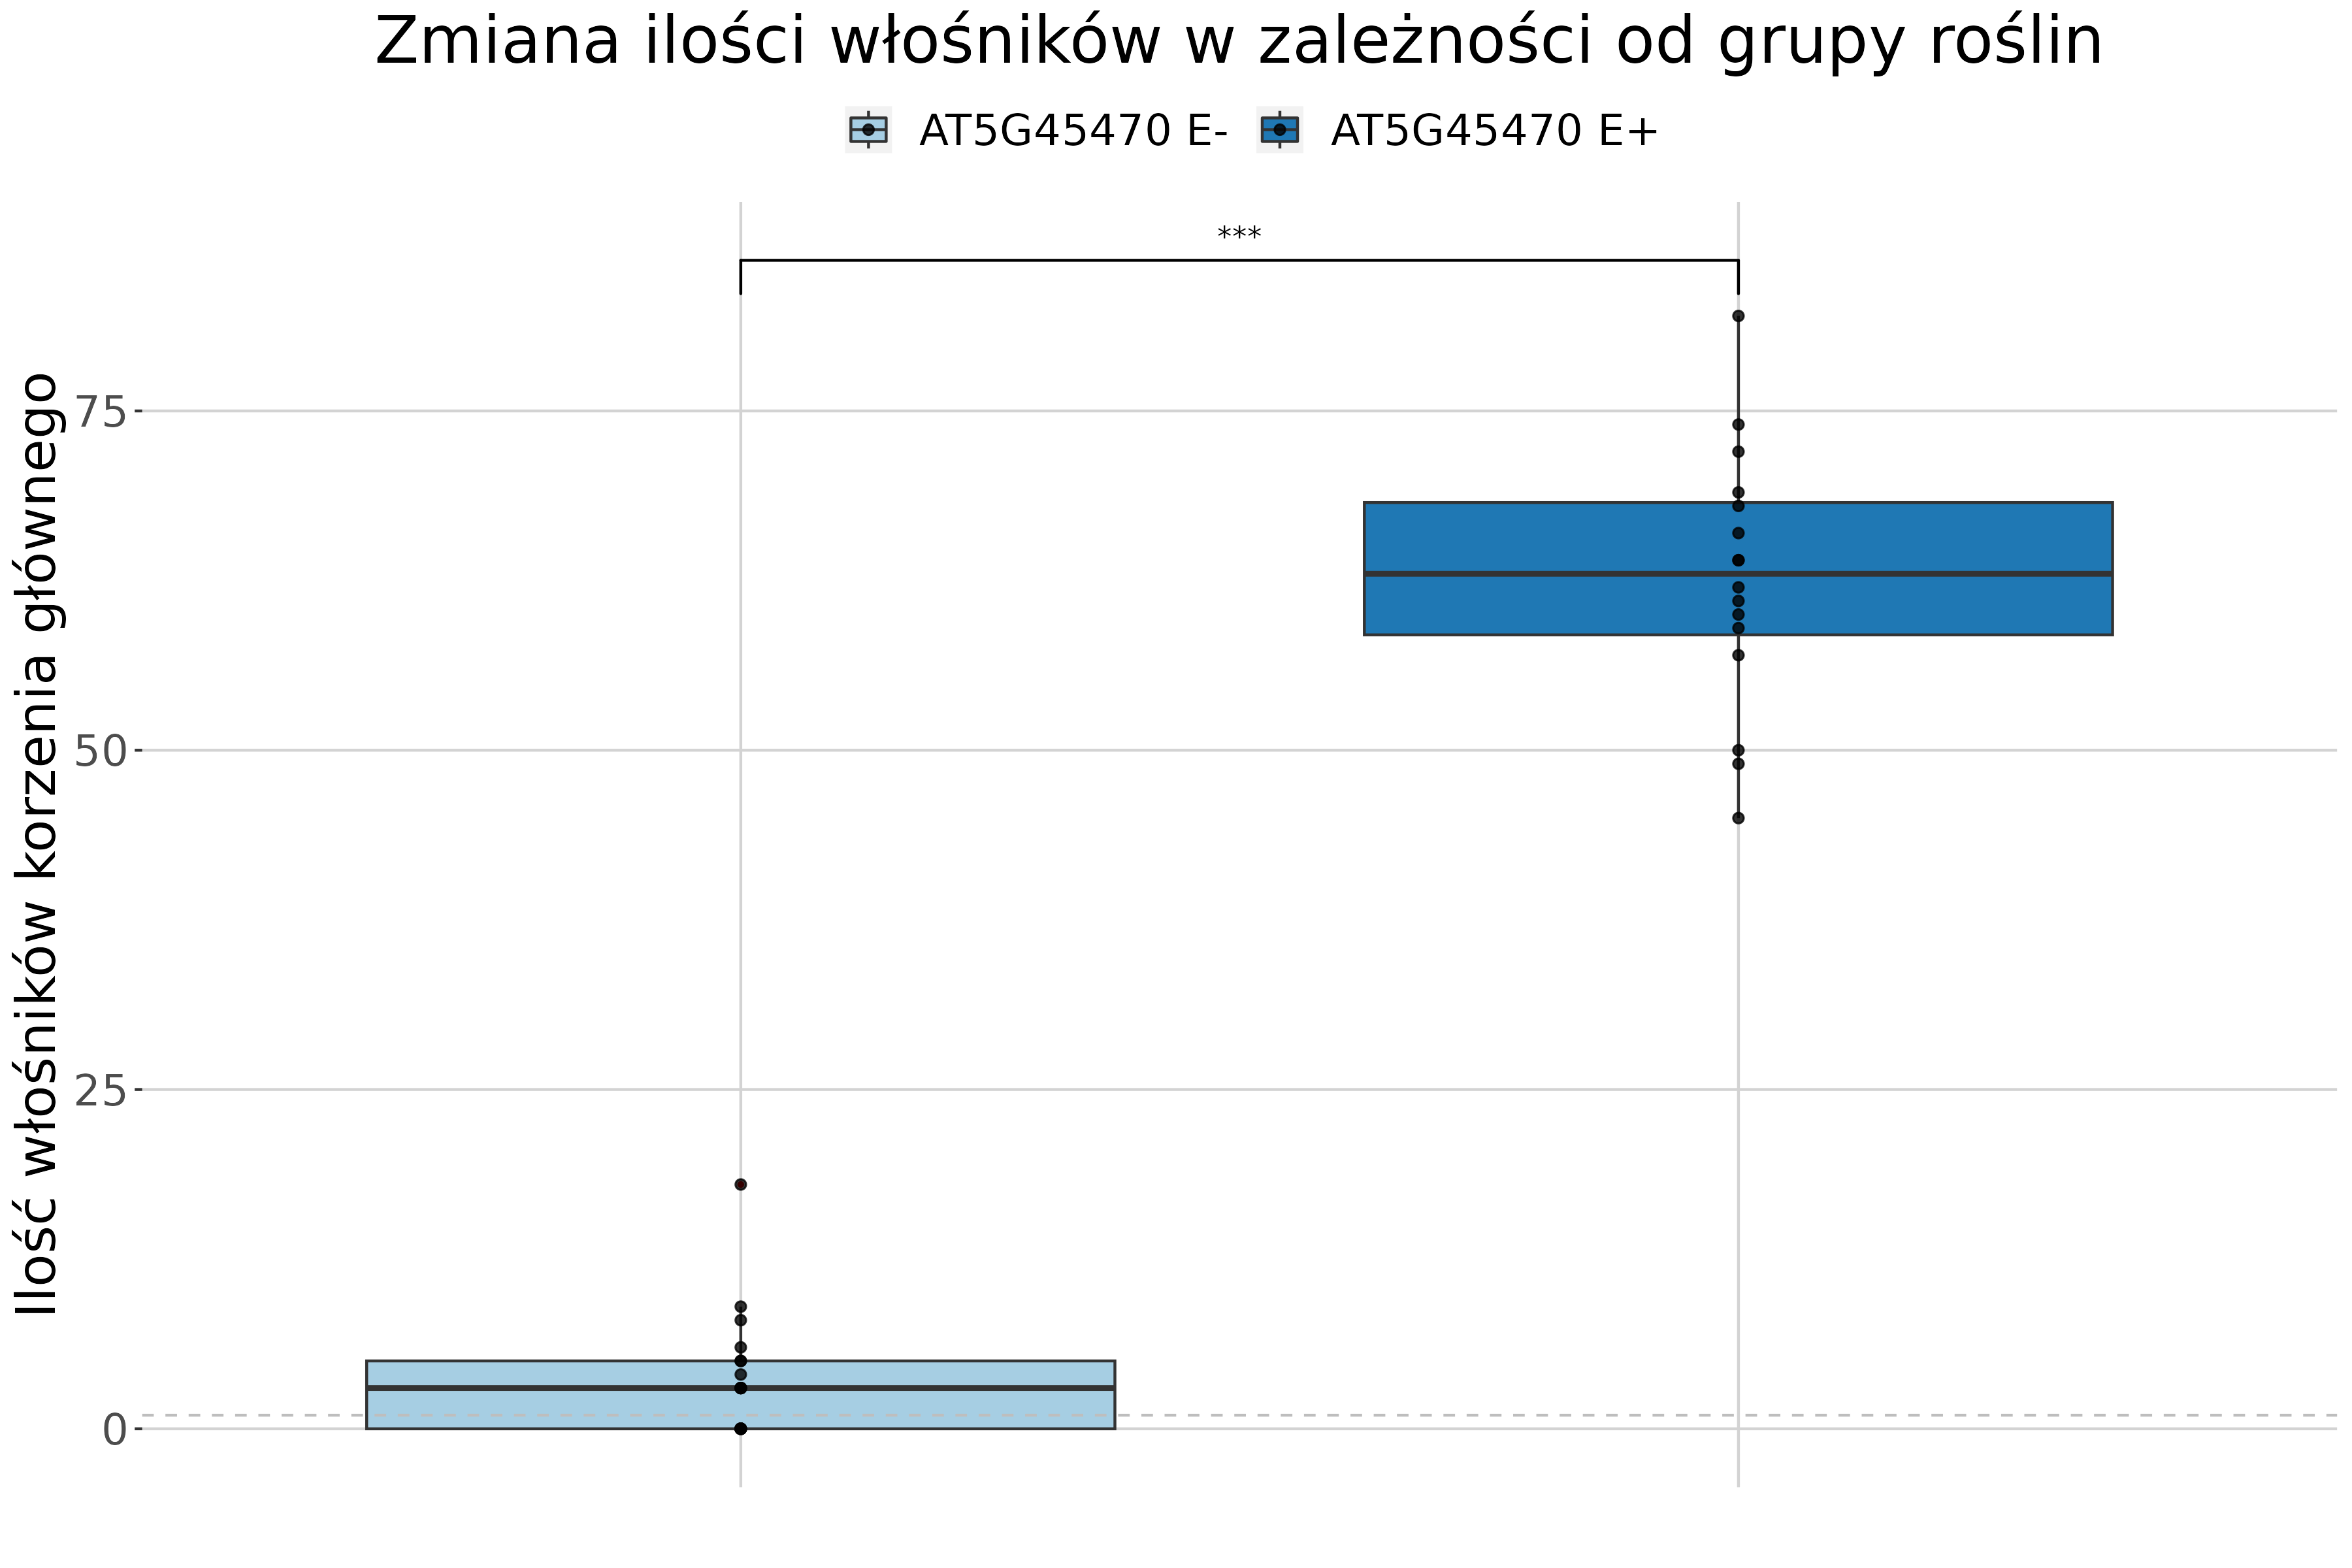 Zmiana ilości włośników w zależności od grupy roślin
AT5G45470 E- AT5G45470 E+
***
Ilość włośników korzenia głównego
75
50
25
0